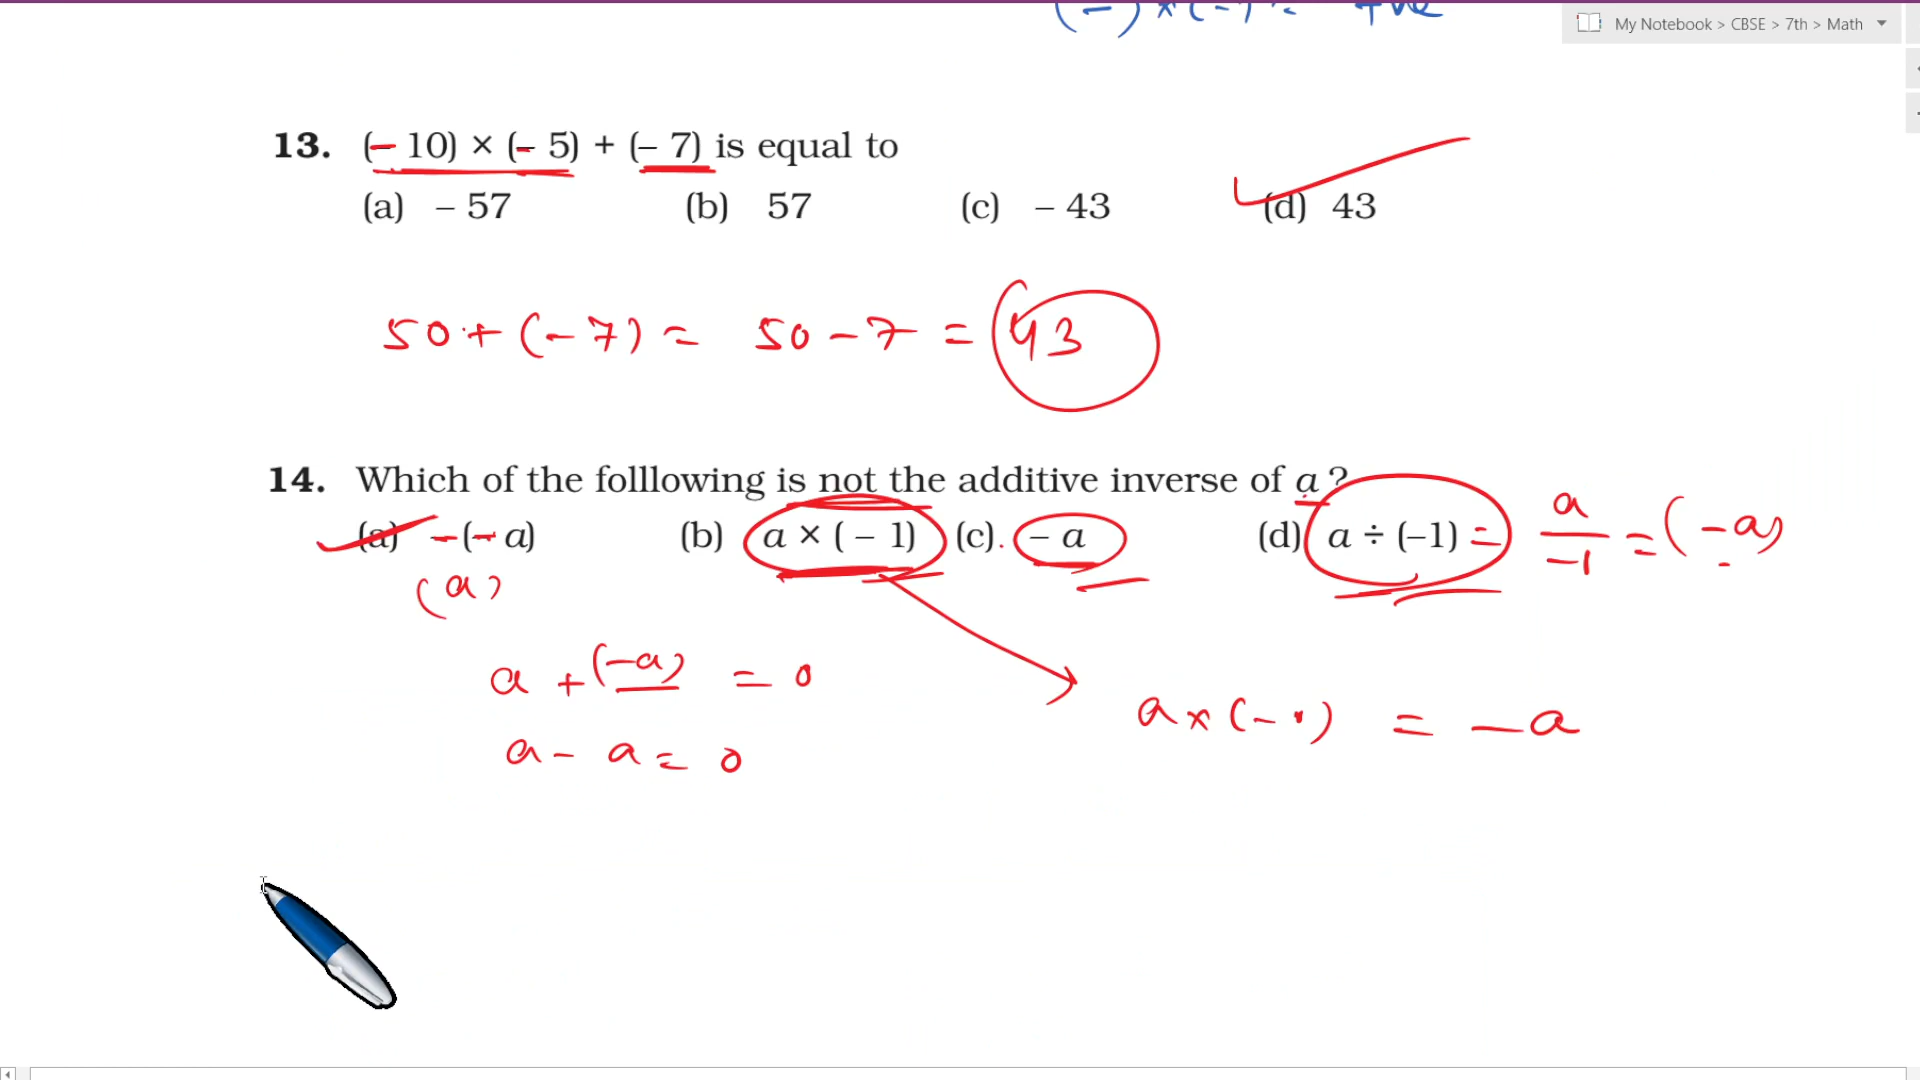 (-) × (-) = +ve
My Notebook > CBSE > 7th > Math
13. (– 10) × (– 5) + (– 7) is equal to
(a) – 57 (b) 57 (c) – 43 (d) 43
50 + (-7) = 50 - 7 = 43
14. Which of the folllowing is not the additive inverse of a ?
(a) –(– a) (b) a × ( – 1) (c). – a (d) a ÷ (–1) = a/-1 = (-a)
(a)
a + (-a) = 0
a × (-1) = -a
a - a = 0